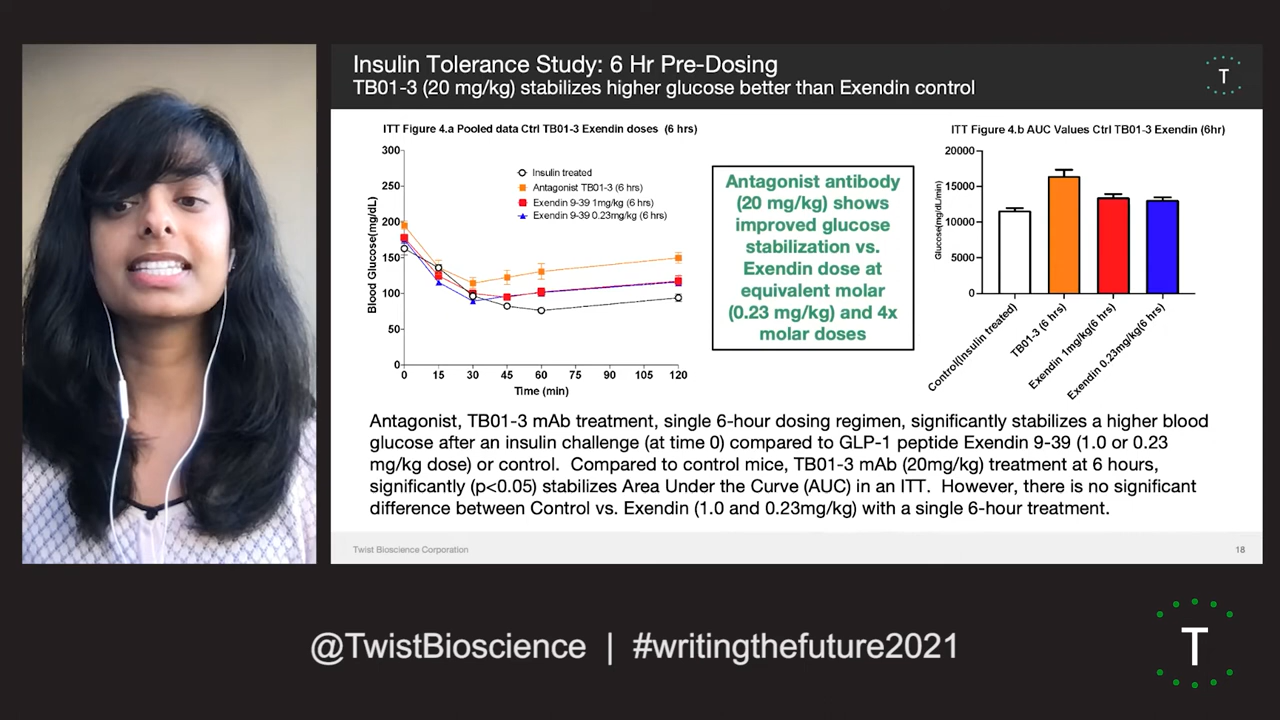 Insulin Tolerance Study: 6 Hr Pre-Dosing
TB01-3 (20 mg/kg) stabilizes higher glucose better than Exendin control
T
ITT Figure 4.a Pooled data Ctrl TB01-3 Exendin doses (6 hrs)
300
250
200
150
100
50
0
Blood Glucose(mg/dL)
Insulin treated
Antagonist TB01-3 (6 hrs)
Exendin 9-39 1mg/kg (6 hrs)
Exendin 9-39 0.23mg/kg (6 hrs)
0 15 30 45 60 75 90 105 120
Time (min)
Antagonist antibody
(20 mg/kg) shows
improved glucose
stabilization vs.
Exendin dose at
equivalent molar
(0.23 mg/kg) and 4x
molar doses
ITT Figure 4.b AUC Values Ctrl TB01-3 Exendin (6hr)
20000
15000
10000
5000
0
Glucose(mg/dL/min)
Control(Insulin treated)
TB01-3 (6 hrs)
Exendin 1mg/kg(6 hrs)
Exendin 0.23mg/kg(6 hrs)
Antagonist, TB01-3 mAb treatment, single 6-hour dosing regimen, significantly stabilizes a higher blood
glucose after an insulin challenge (at time 0) compared to GLP-1 peptide Exendin 9-39 (1.0 or 0.23
mg/kg dose) or control. Compared to control mice, TB01-3 mAb (20mg/kg) treatment at 6 hours,
significantly (p<0.05) stabilizes Area Under the Curve (AUC) in an ITT. However, there is no significant
difference between Control vs. Exendin (1.0 and 0.23mg/kg) with a single 6-hour treatment.
Twist Bioscience Corporation
18
@TwistBioscience | #writingthefuture2021
T